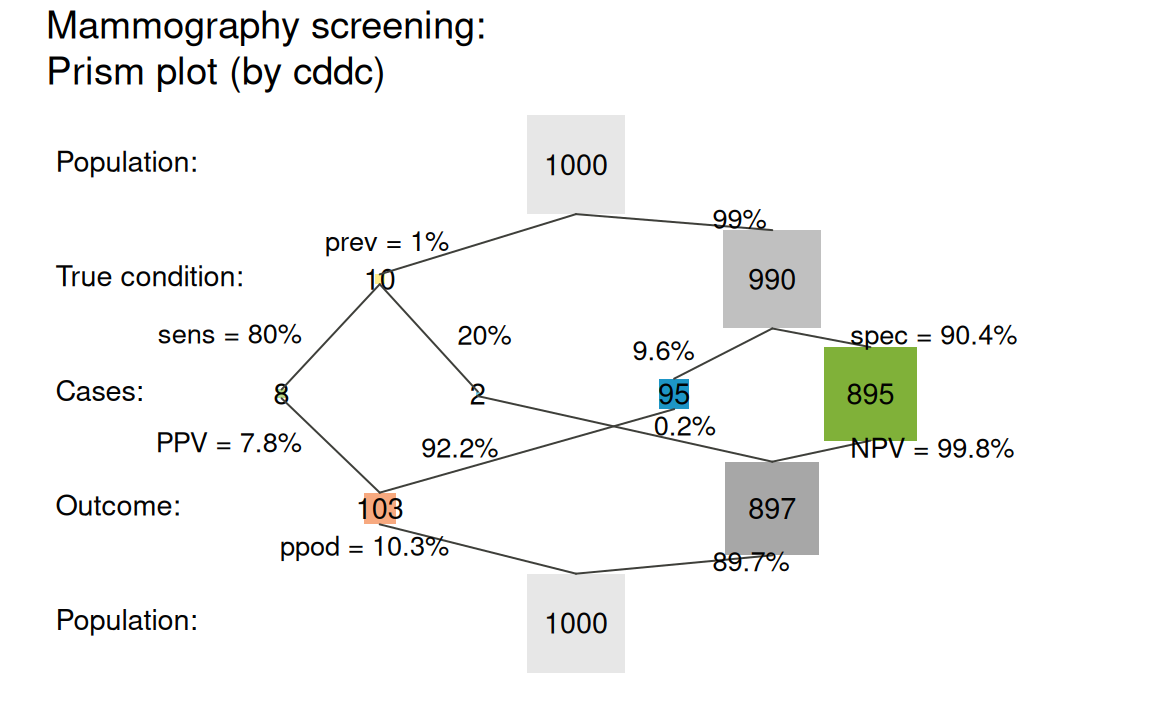 Mammography screening:
Prism plot (by cddc)
Population:
1000
99%
prev = 1%
True condition:
10
990
sens = 80%
20%
9.6%
spec = 90.4%
Cases:
8
2
95
895
0.2%
PPV = 7.8%
92.2%
NPV = 99.8%
Outcome:
103
897
ppod = 10.3%
89.7%
Population:
1000